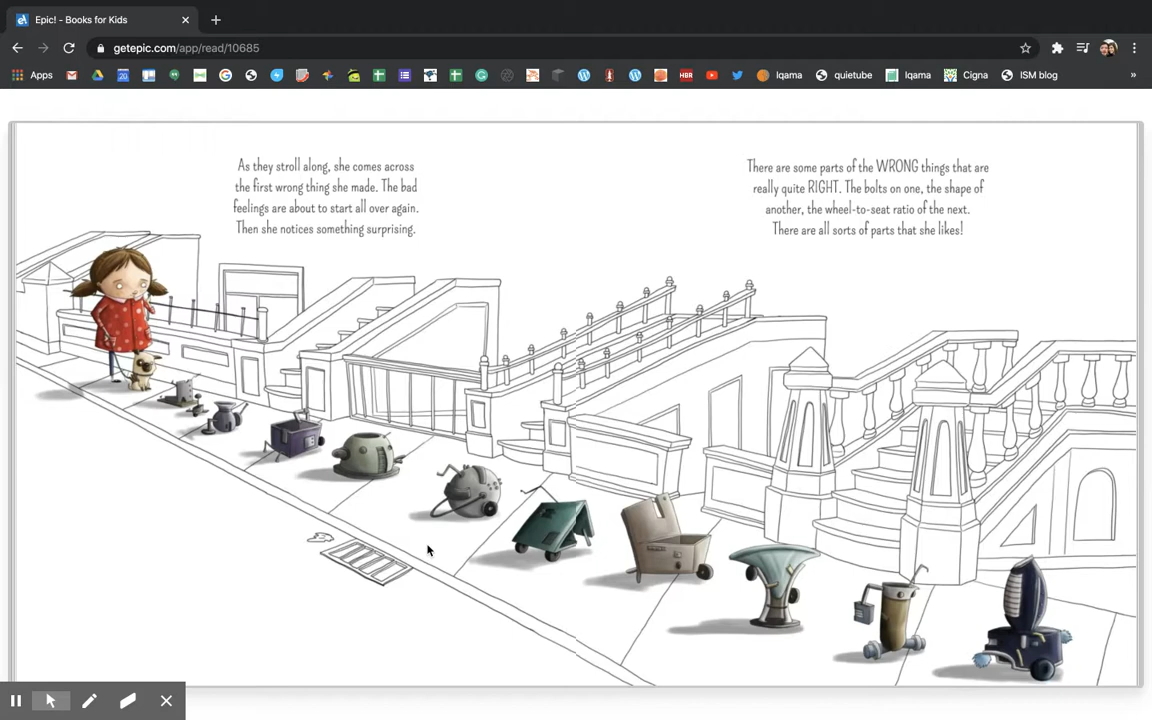 Epic! - Books for Kids
getepic.com/app/read/10685
Apps
20
HBR
Iqama
quietube
Iqama
Cigna
ISM blog
»
As they stroll along, she comes across
the first wrong thing she made. The bad
feelings are about to start all over again.
Then she notices something surprising.
There are some parts of the WRONG things that are
really quite RIGHT. The bolts on one, the shape of
another, the wheel-to-seat ratio of the next.
There are all sorts of parts that she likes!